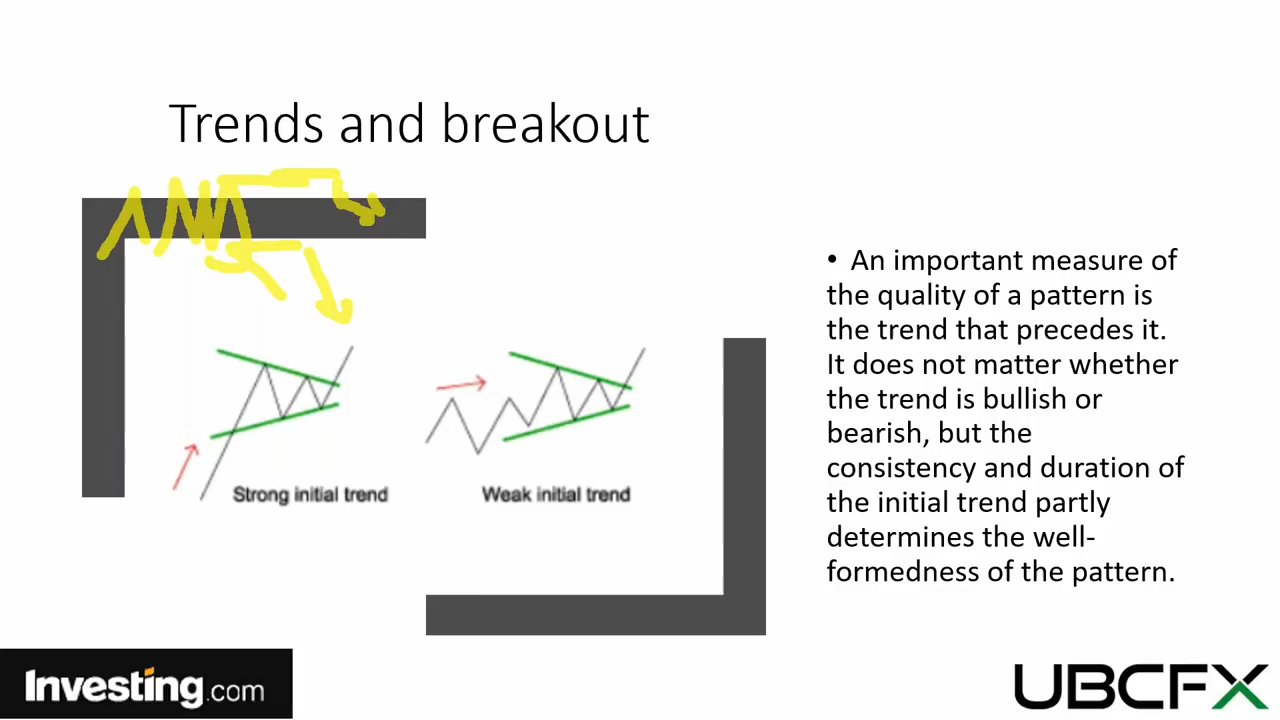 Trends and breakout
• An important measure of
the quality of a pattern is
the trend that precedes it.
It does not matter whether
the trend is bullish or
bearish, but the
consistency and duration of
the initial trend partly
determines the well-
formedness of the pattern.
Strong initial trend
Weak initial trend
Investing.com
UBCFX